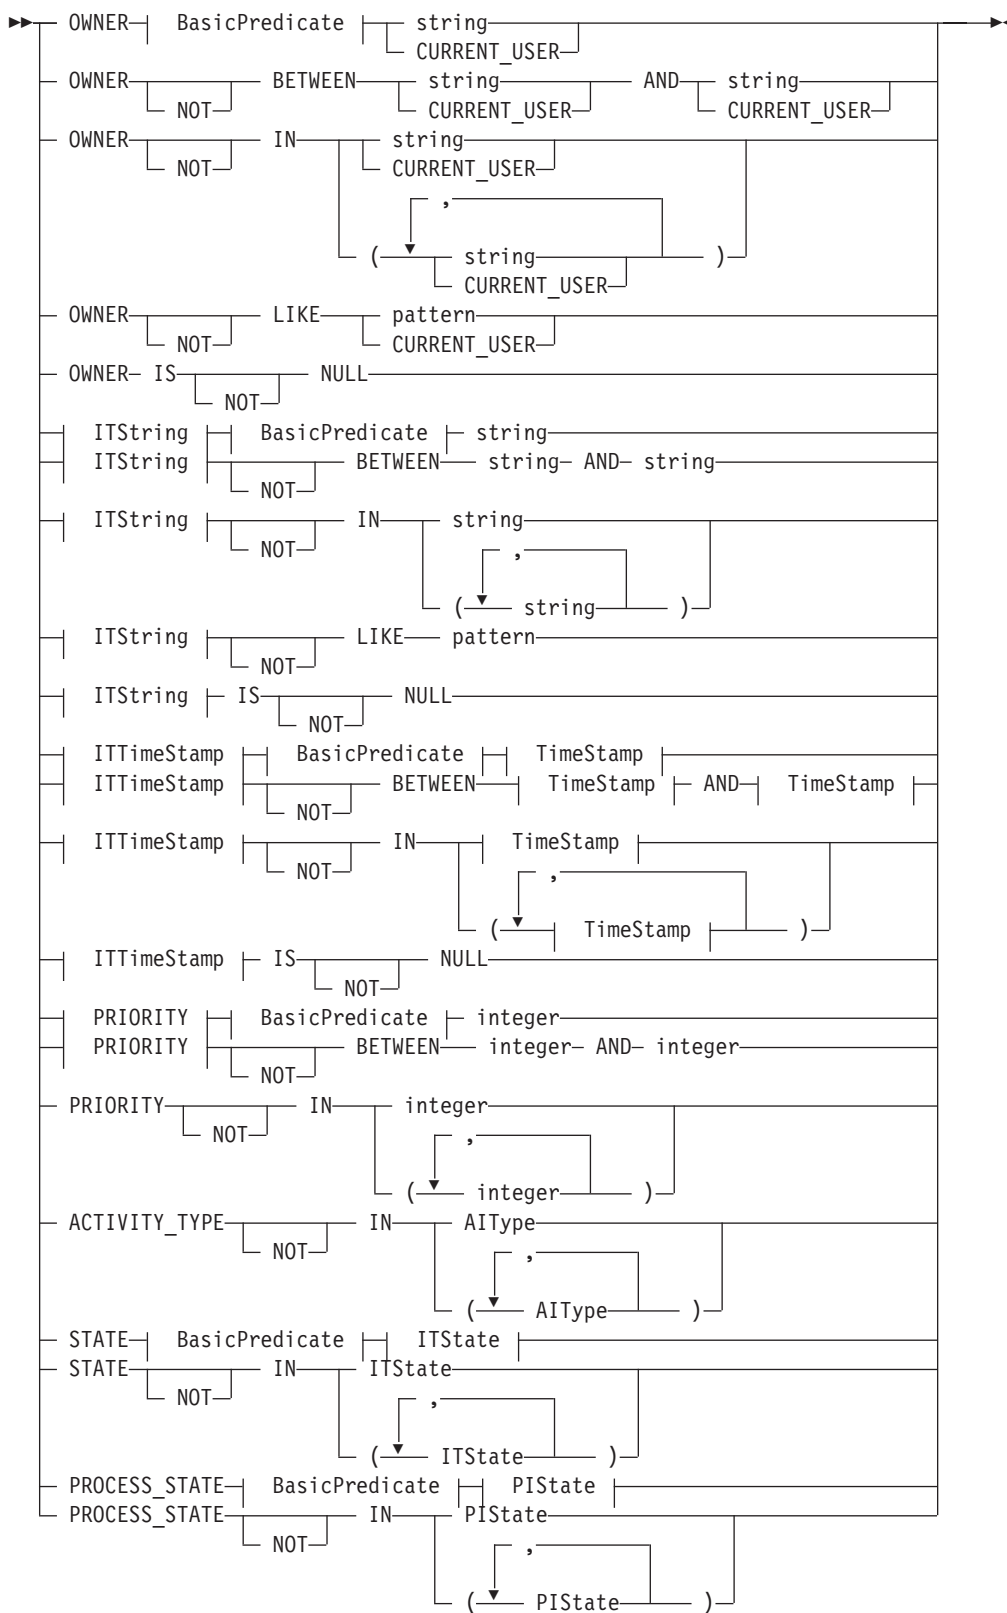 OWNER BasicPredicate string
CURRENT_USER
OWNER BETWEEN string AND string
NOT CURRENT_USER CURRENT_USER
OWNER IN string
NOT CURRENT_USER
,
( string )
CURRENT_USER
OWNER LIKE pattern
NOT CURRENT_USER
OWNER IS NULL
NOT
ITString BasicPredicate string
ITString BETWEEN string AND string
NOT
ITString IN string
NOT ,
( string )
ITString LIKE pattern
NOT
ITString IS NULL
NOT
ITTimeStamp BasicPredicate TimeStamp
ITTimeStamp BETWEEN TimeStamp AND TimeStamp
NOT
ITTimeStamp IN TimeStamp
NOT ,
( TimeStamp )
ITTimeStamp IS NULL
NOT
PRIORITY BasicPredicate integer
PRIORITY BETWEEN integer AND integer
NOT
PRIORITY IN integer
NOT ,
( integer )
ACTIVITY_TYPE IN AIType
NOT ,
( AIType )
STATE BasicPredicate ITState
STATE IN ITState
NOT ,
( ITState )
PROCESS_STATE BasicPredicate PIState
PROCESS_STATE IN PIState
NOT ,
( PIState )